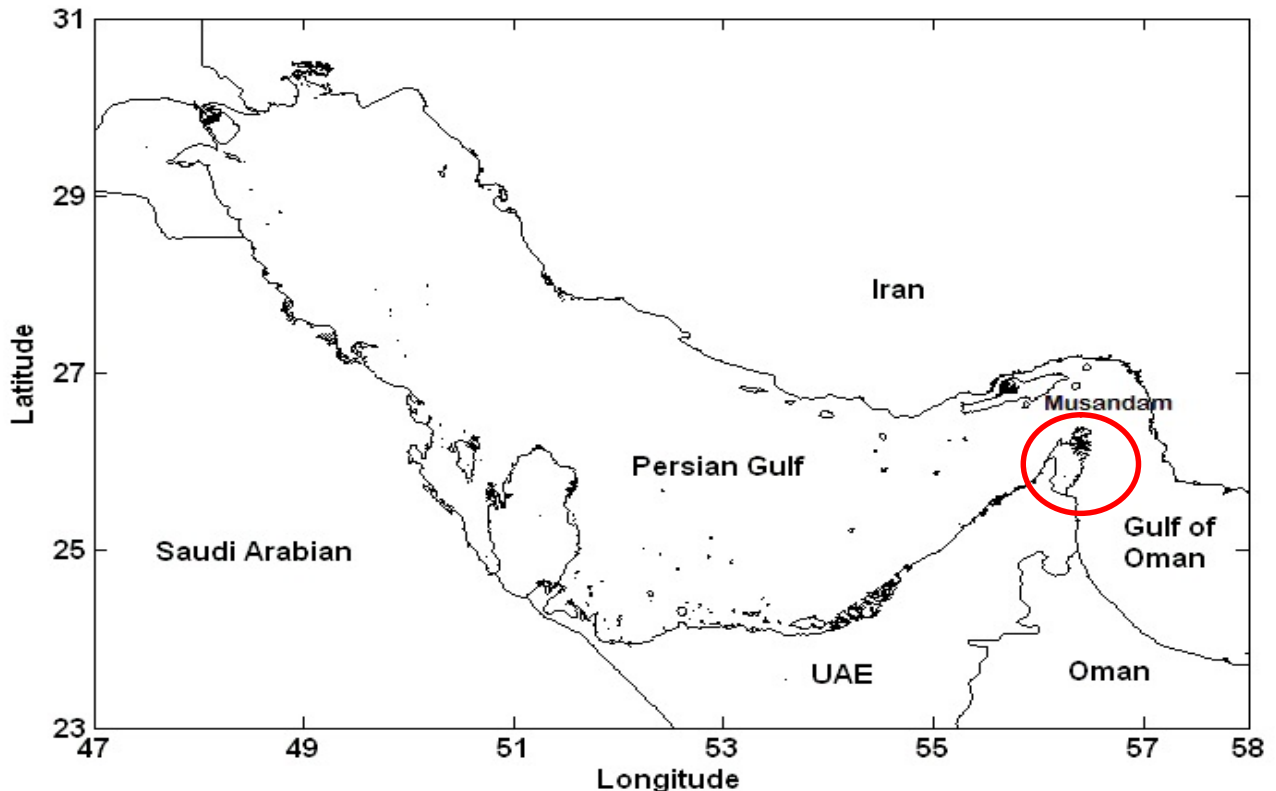 31
29
27
25
23
Latitude
Iran
Musandam
Persian Gulf
Saudi Arabian
Gulf of
Oman
UAE
Oman
47
49
51
53
55
57
58
Longitude